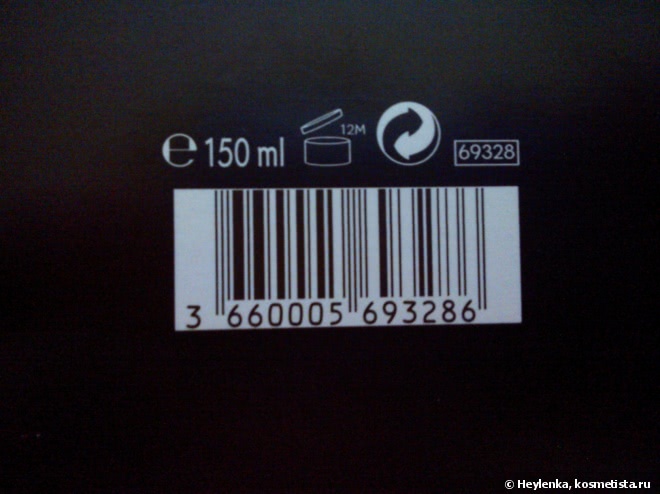 ℮ 150 ml 12M 69328
3 660005 693286
© Heylenka, kosmetista.ru